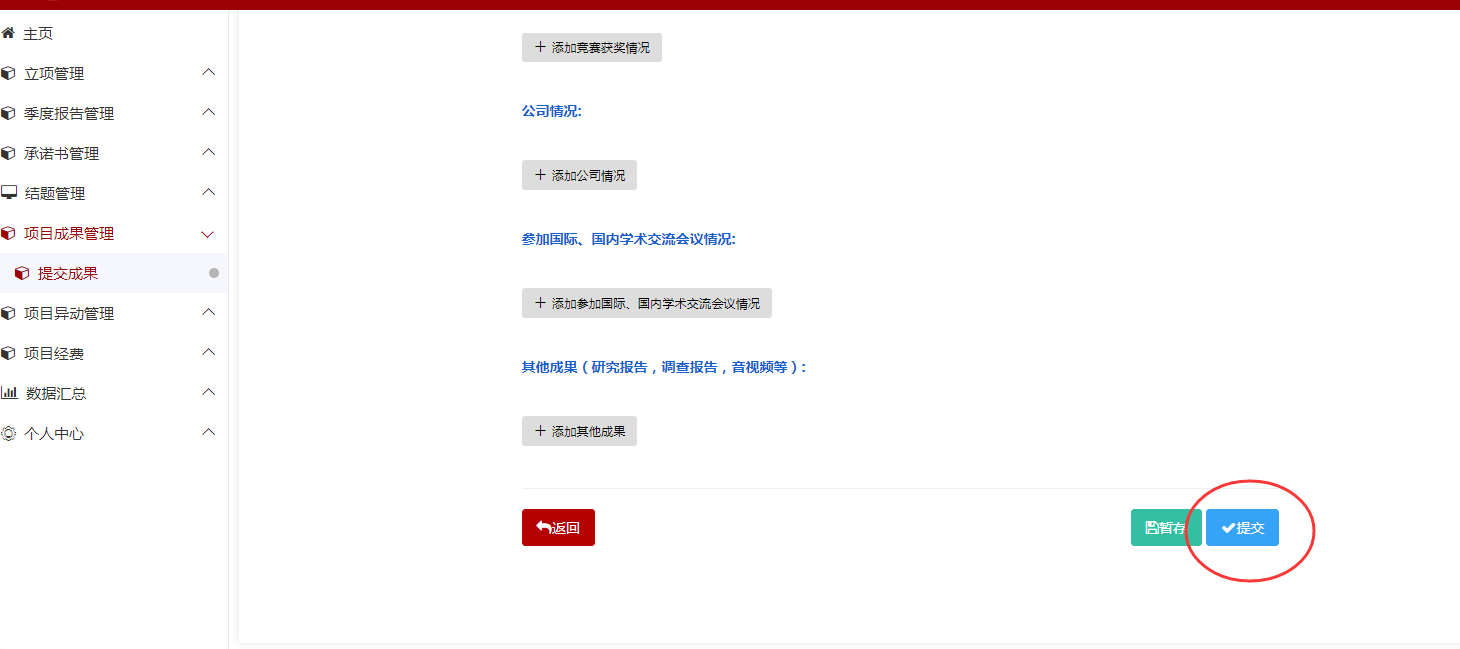 主页
立项管理
季度报告管理
承诺书管理
结题管理
项目成果管理
提交成果
项目异动管理
项目经费
数据汇总
个人中心
添加竞赛获奖情况
公司情况:
添加公司情况
参加国际、国内学术交流会议情况:
添加参加国际、国内学术交流会议情况
其他成果（研究报告，调查报告，音视频等）:
添加其他成果
返回
暂存
提交